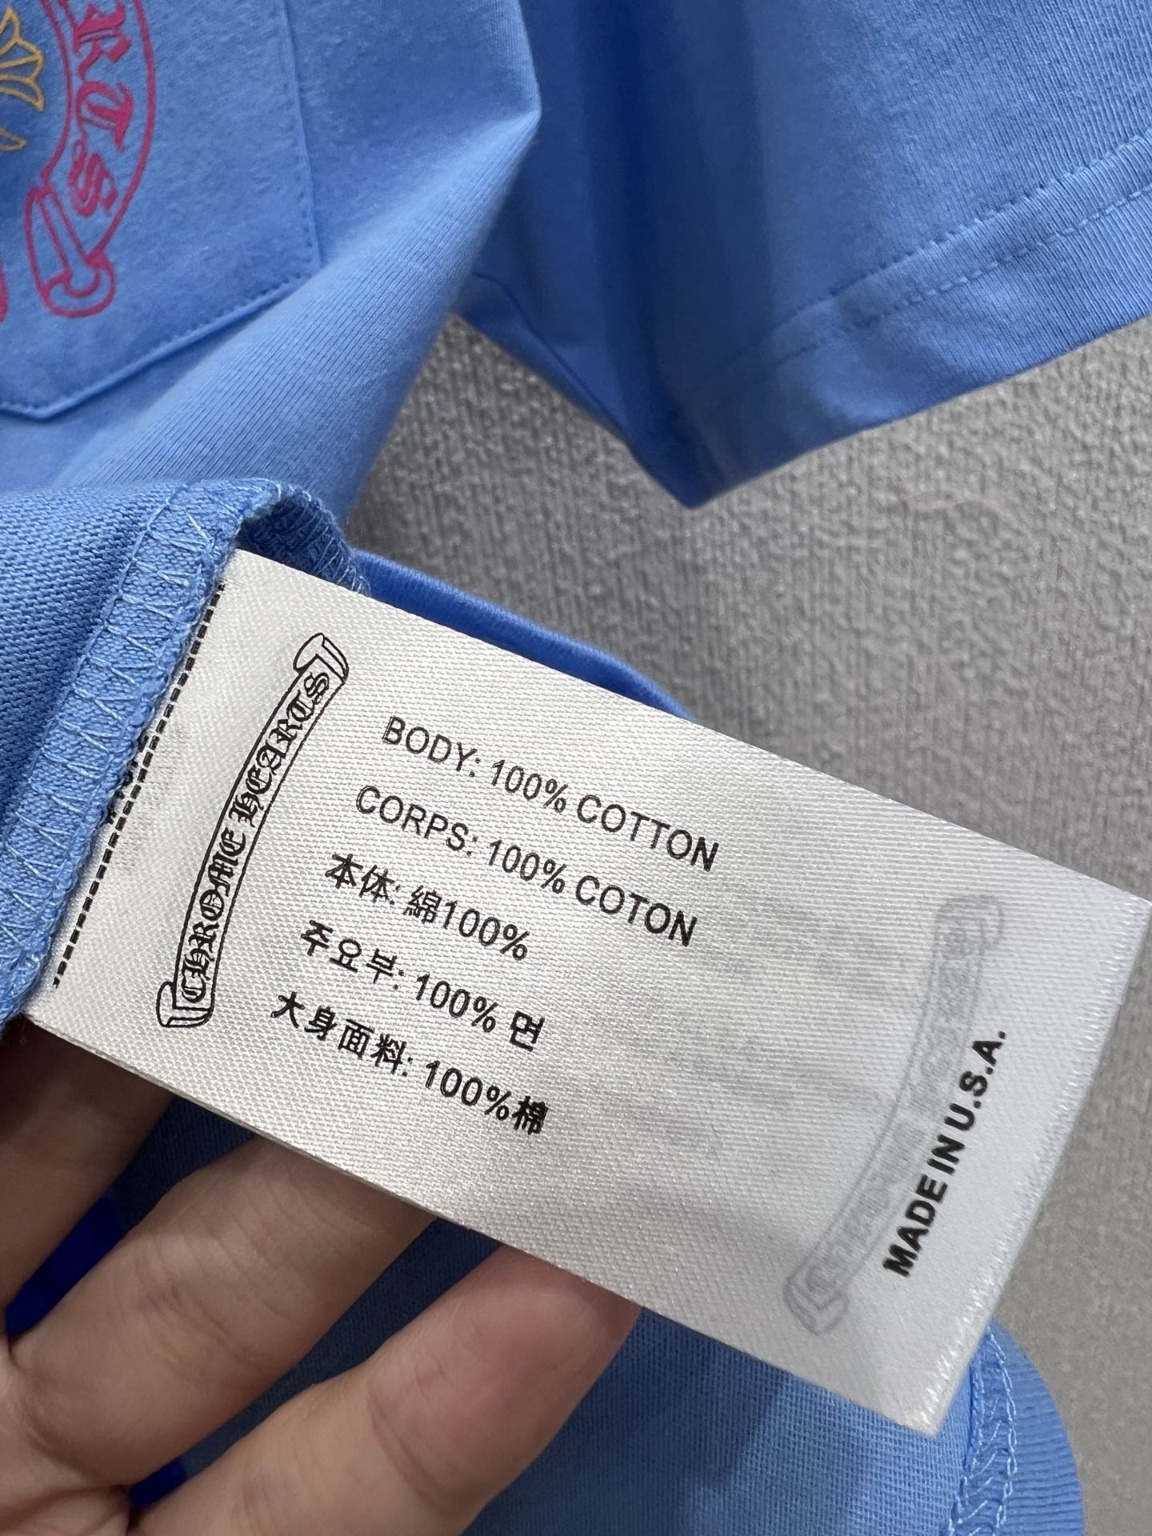 RTS
CHROME HEARTS
BODY: 100% COTTON
CORPS: 100% COTON
本体: 綿100%
주요부: 100% 면
大身面料: 100%棉
MADE IN U.S.A.